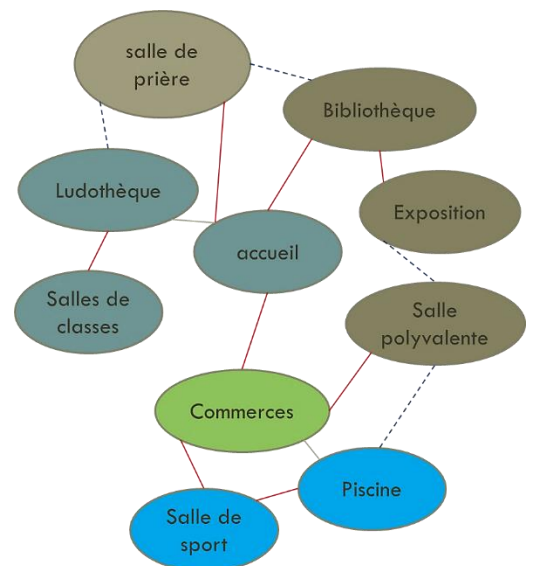 salle de
prière
Bibliothèque
Ludothèque
Exposition
accueil
Salles de
classes
Salle
polyvalente
Commerces
Piscine
Salle de
sport